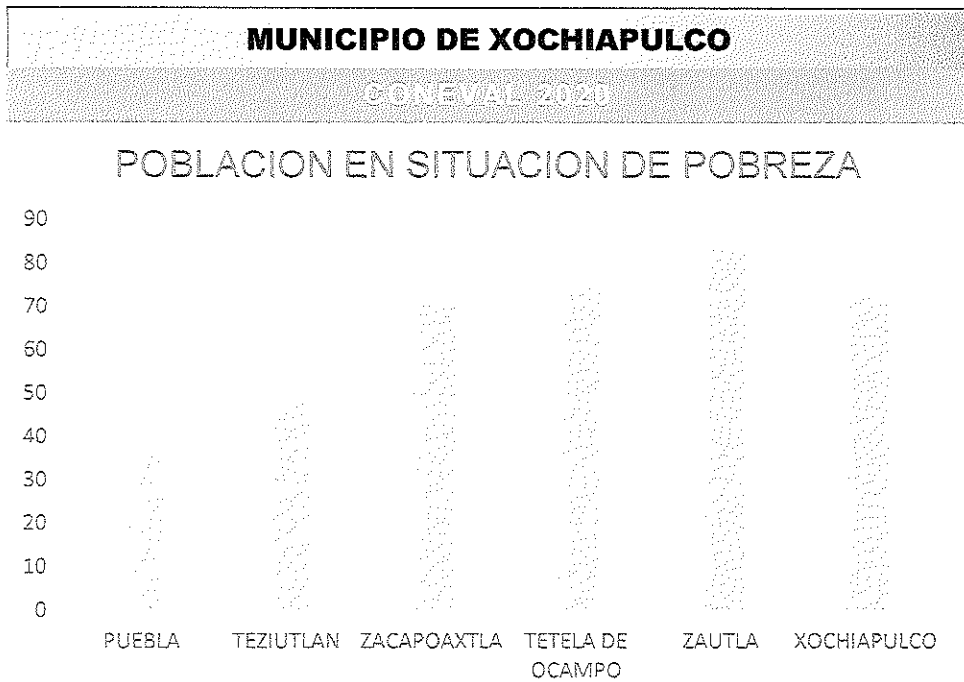 MUNICIPIO DE XOCHIAPULCO
CONEVAL 2020
POBLACION EN SITUACION DE POBREZA
90
80
70
60
50
40
30
20
10
0
PUEBLA TEZIUTLAN ZACAPOAXTLA TETELA DE OCAMPO ZAUTLA XOCHIAPULCO